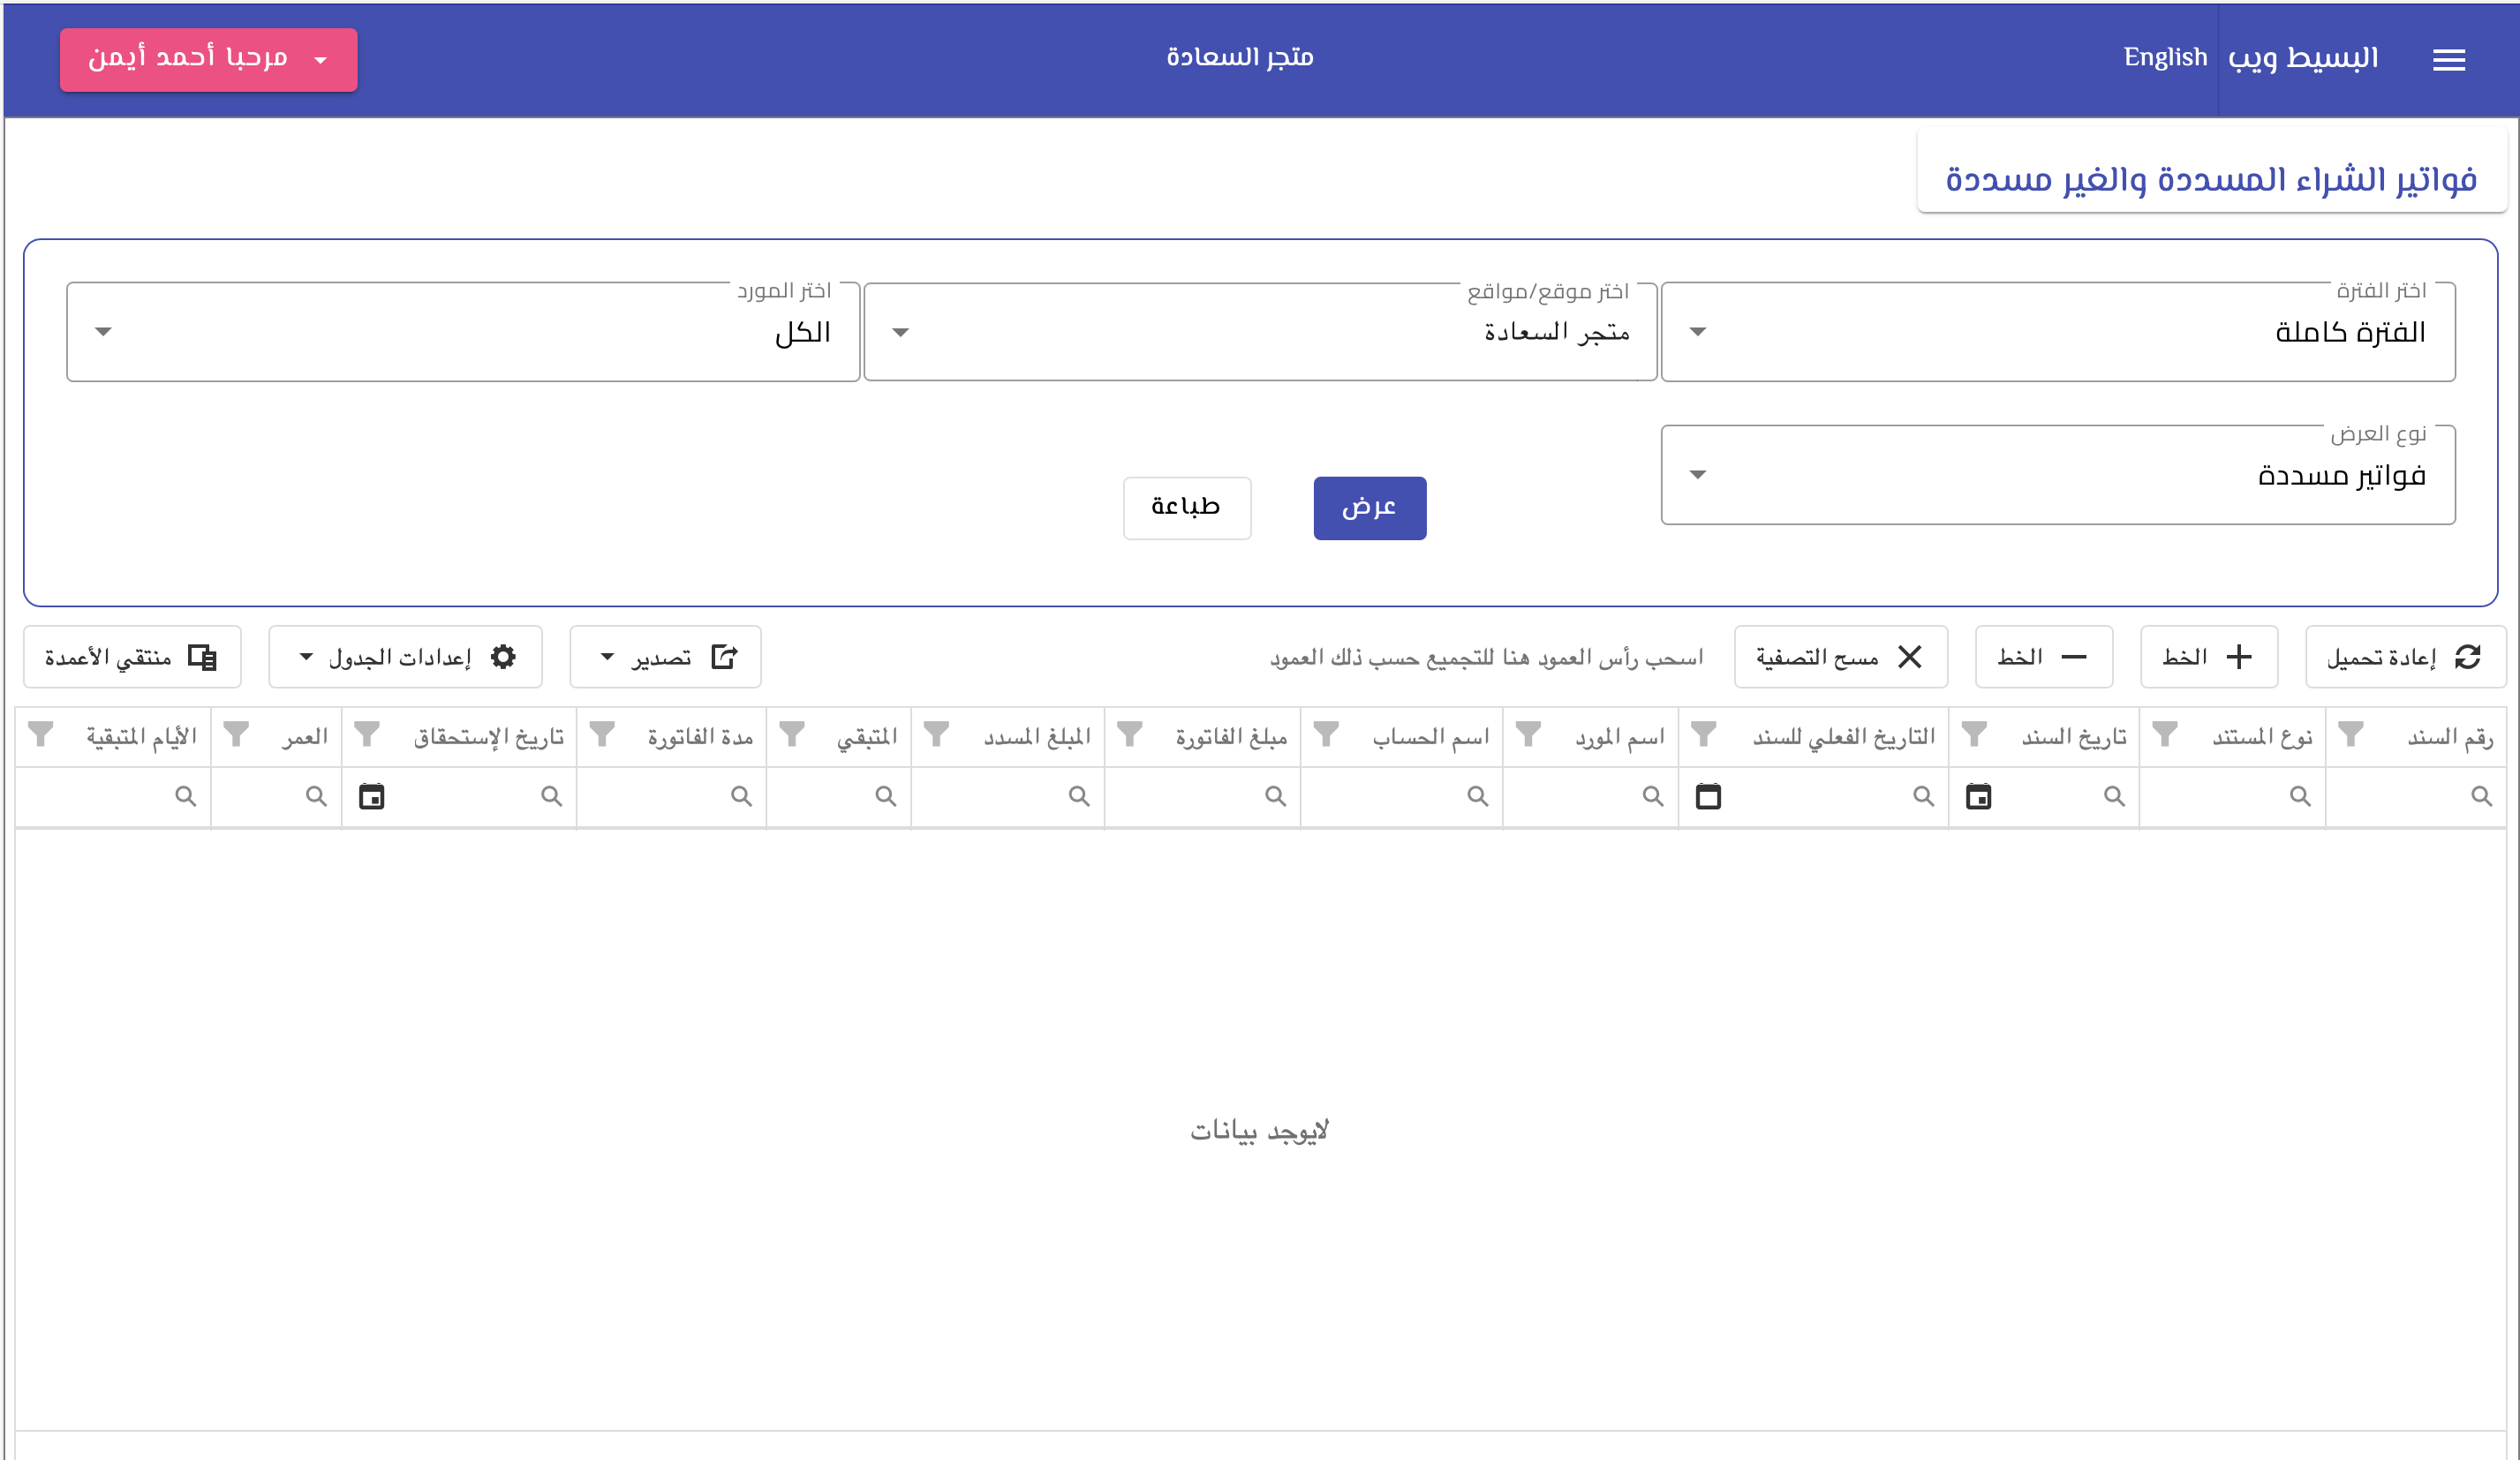 البسيط ويب English متجر السعادة مرحبا أحمد أيمن
فواتير الشراء المسددة والغير مسددة
اختر الفترة اختر موقع/مواقع اختر المورد
الفترة كاملة متجر السعادة الكل
نوع العرض
فواتير مسددة
عرض طباعة
إعادة تحميل الخط الخط مسح التصفية اسحب رأس العمود هنا للتجميع حسب ذلك العمود تصدير إعدادات الجدول منتقي الأعمدة
رقم السند نوع المستند تاريخ السند التاريخ الفعلي للسند اسم المورد اسم الحساب مبلغ الفاتورة المبلغ المسدد المتبقي مدة الفاتورة تاريخ الإستحقاق العمر الأيام المتبقية
لايوجد بيانات